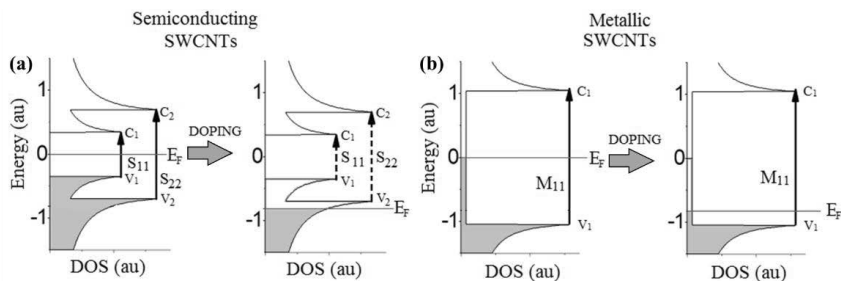 Semiconducting
SWCNTs
Metallic
SWCNTs
(a)
Energy (au)
1
0
-1
C₂
C₁
E_F
S₁₁
V₁
S₂₂
V₂
DOS (au)
DOPING
C₂
C₁
S₁₁
S₂₂
V₁
V₂
E_F
DOS (au)
1
0
-1
(b)
Energy (au)
1
0
-1
C₁
E_F
M₁₁
V₁
DOS (au)
DOPING
1
0
-1
C₁
M₁₁
E_F
V₁
DOS (au)